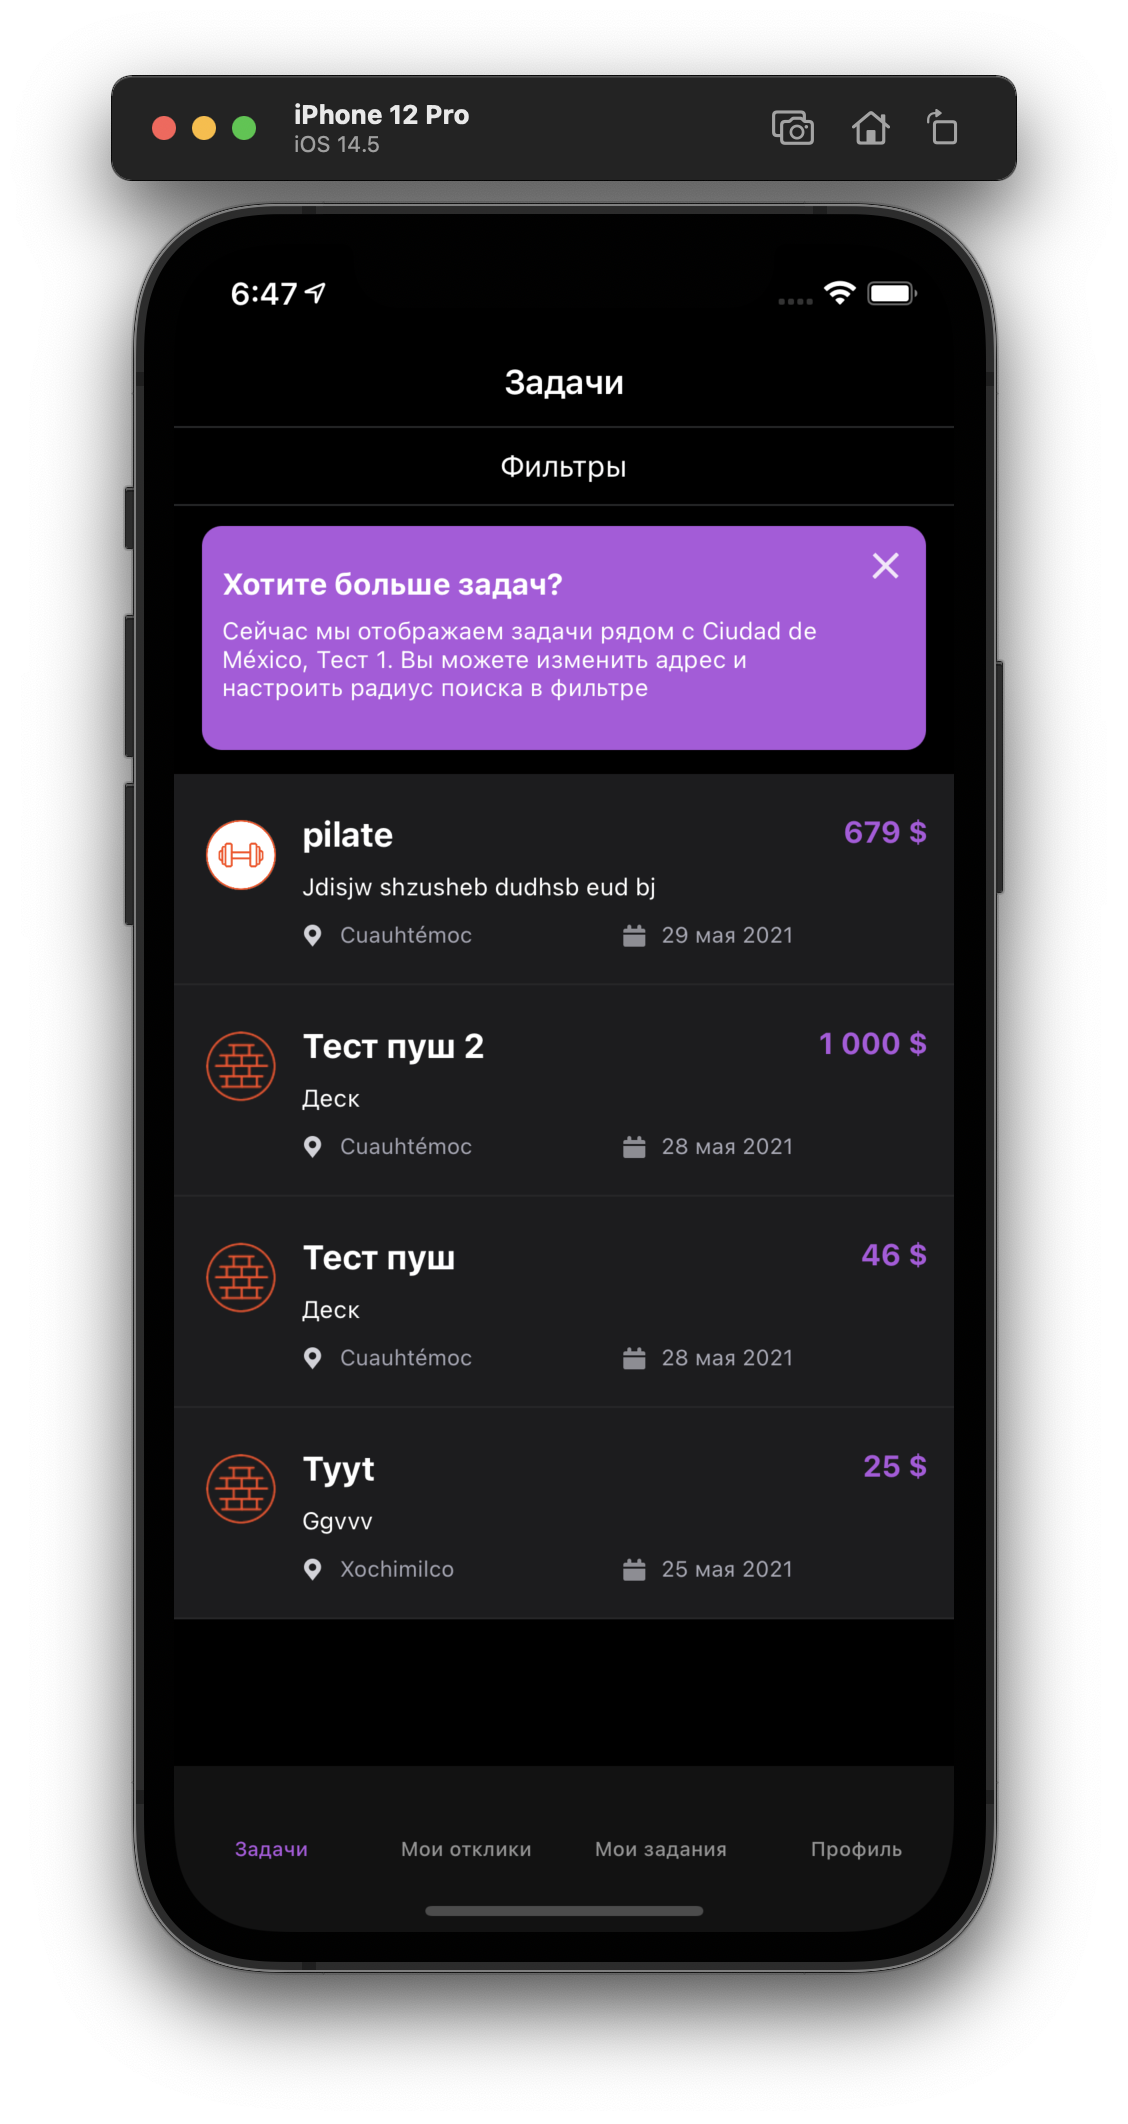 iPhone 12 Pro
iOS 14.5
6:47
Задачи
Фильтры
Хотите больше задач?
Сейчас мы отображаем задачи рядом с Ciudad de
México, Тест 1. Вы можете изменить адрес и
настроить радиус поиска в фильтре
pilate 679 $
Jdisjw shzusheb dudhsb eud bj
Cuauhtémoc 29 мая 2021
Тест пуш 2 1 000 $
Деск
Cuauhtémoc 28 мая 2021
Тест пуш 46 $
Деск
Cuauhtémoc 28 мая 2021
Tyyt 25 $
Ggvvv
Xochimilco 25 мая 2021
Задачи Мои отклики Мои задания Профиль